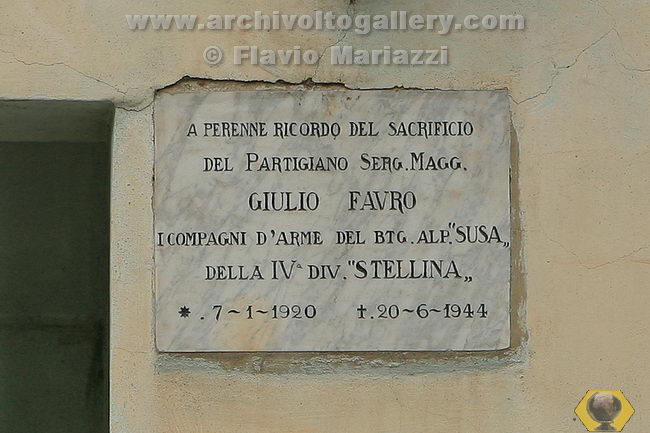 www.archivoltogallery.com
© Flavio Mariazzi
A PERENNE RICORDO DEL SACRIFICIO
DEL PARTIGIANO SERG. MAGG.
GIULIO FAVRO
I COMPAGNI D'ARME DEL BTG. ALP. "SUSA„
DELLA IVª DIV. "STELLINA„
* . 7-1-1920 †. 20-6-1944